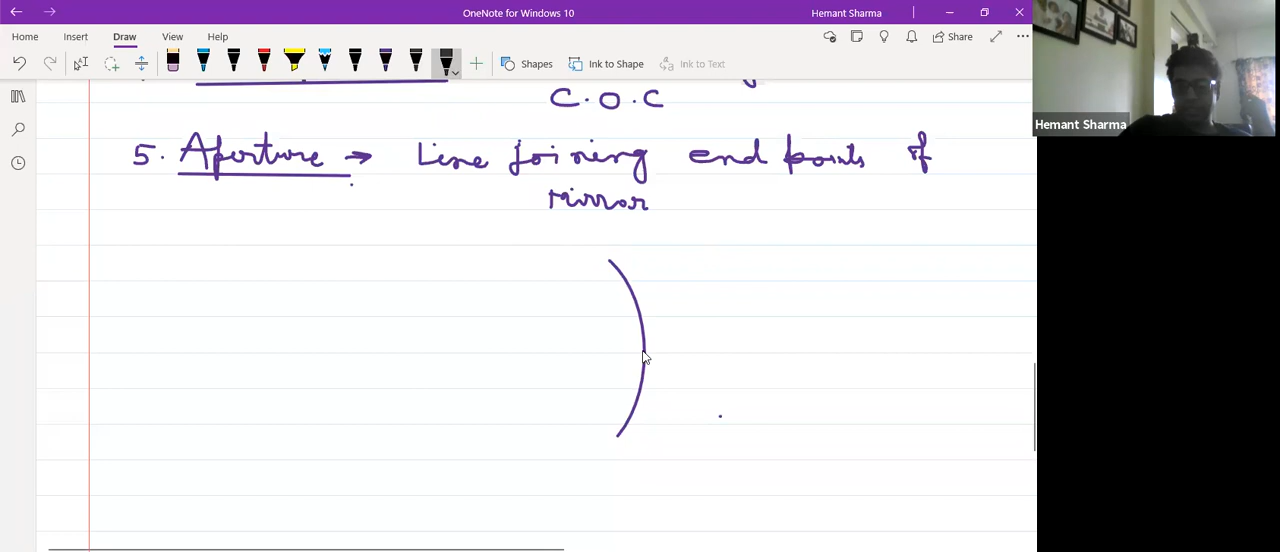 OneNote for Windows 10
Hemant Sharma
Home Insert Draw View Help
Share
Shapes
Ink to Shape
Ink to Text
C.O.C
5. Aperture → Line joining end points of
mirror
Hemant Sharma